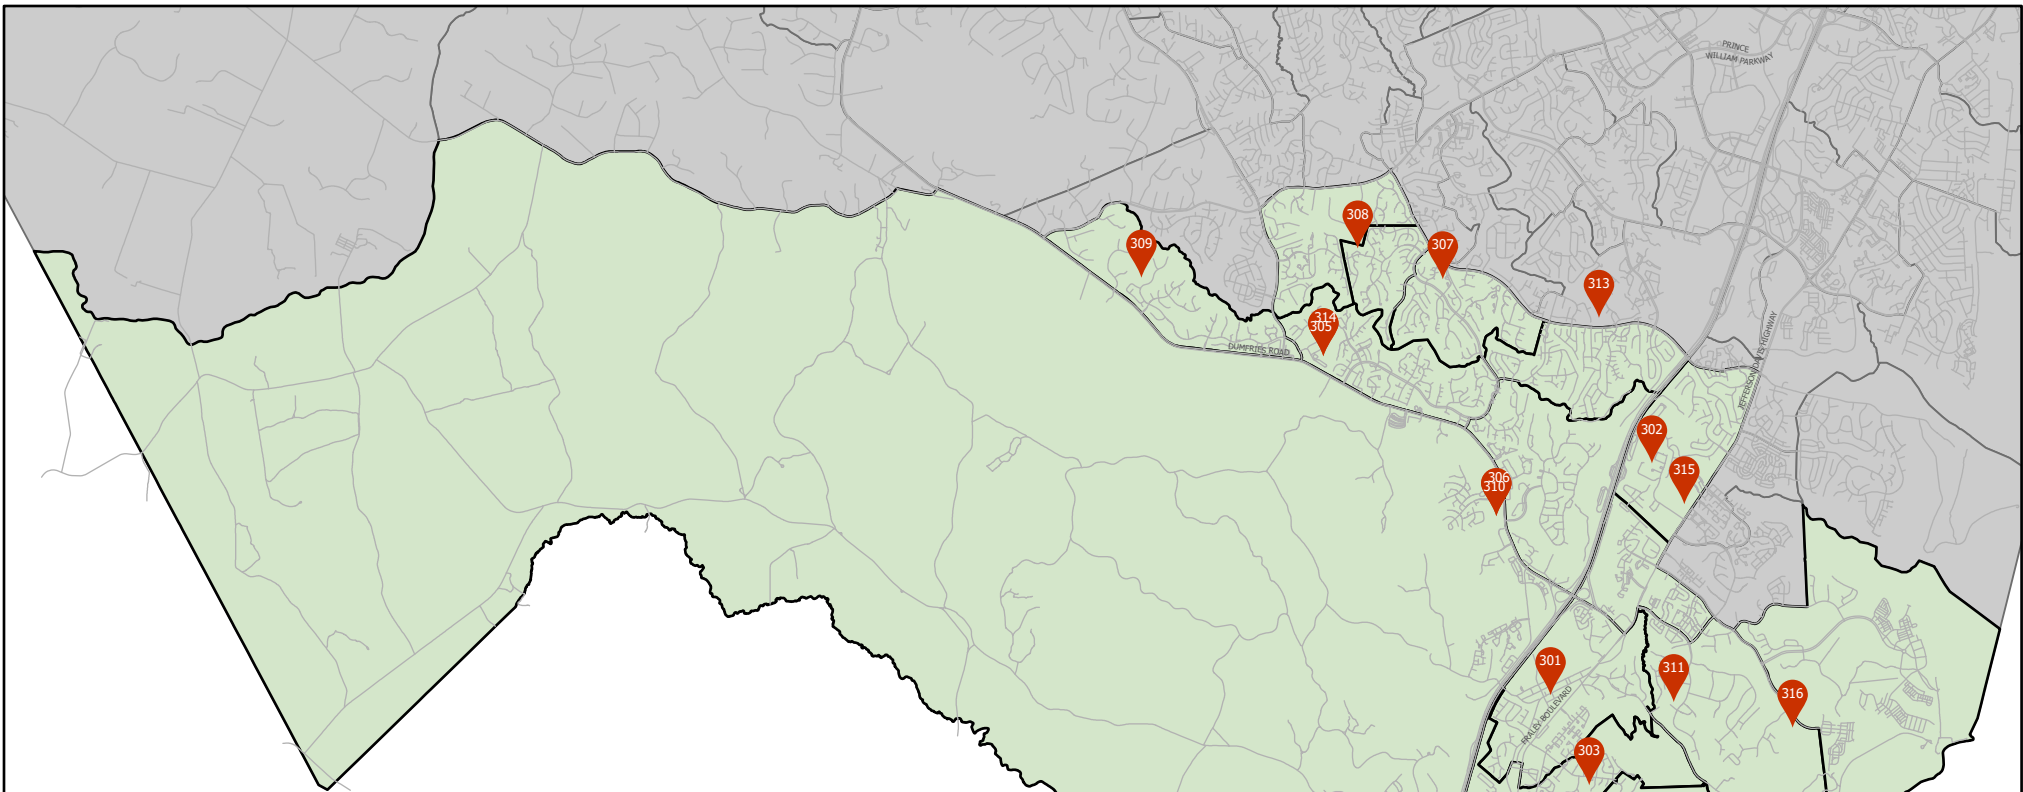 PRINCE
WILLIAM PARKWAY
308
309
307
313
314
305
DUMFRIES ROAD
JEFFERSON DAVIS HIGHWAY
302
315
306
310
301
311
316
FRALEY BOULEVARD
303